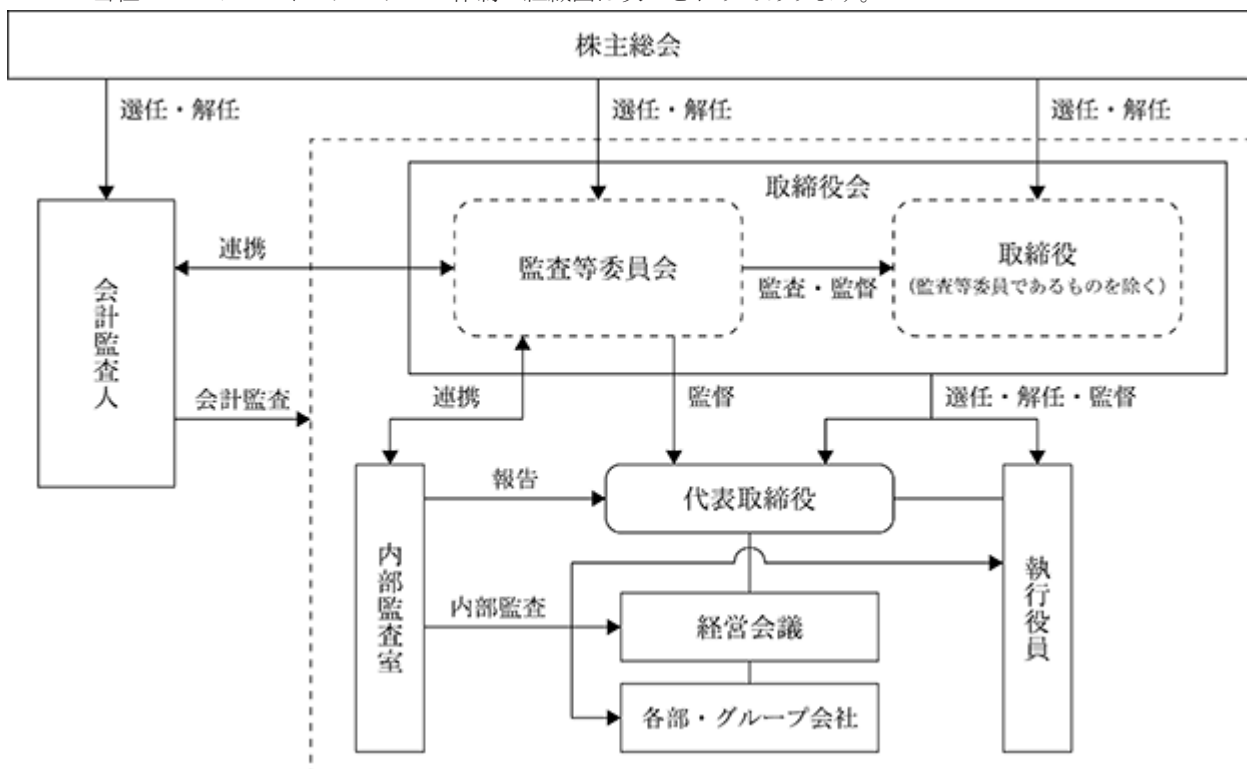 株主総会
選任・解任
選任・解任
選任・解任
取締役会
会計監査人
連携
監査等委員会
監査・監督
取締役
(監査等委員であるものを除く)
会計監査
連携
監督
選任・解任・監督
内部監査室
報告
代表取締役
執行役員
内部監査
経営会議
各部・グループ会社